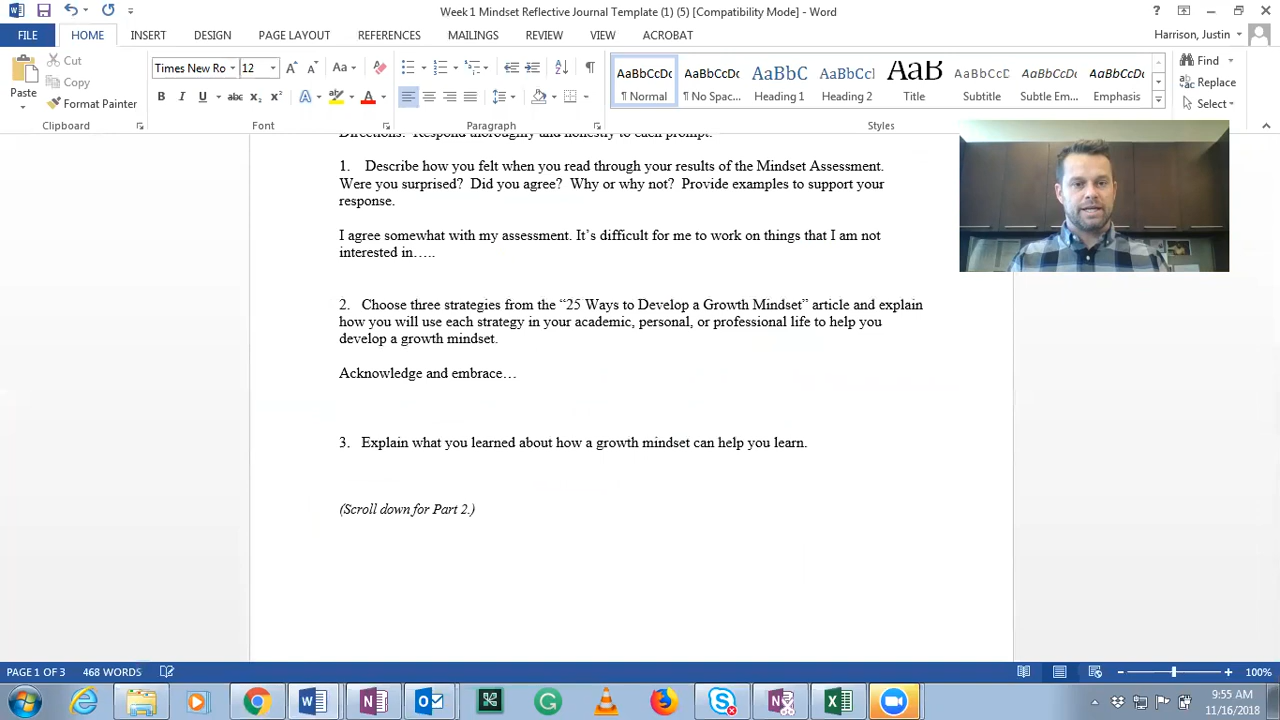 Week 1 Mindset Reflective Journal Template (1) (5) [Compatibility Mode] - Word
FILE HOME INSERT DESIGN PAGE LAYOUT REFERENCES MAILINGS REVIEW VIEW ACROBAT
Harrison, Justin
Paste
Cut
Copy
Format Painter
Clipboard
Times New Ro 12
Font
Paragraph
AaBbCcDc AaBbCcDc AaBbC AaBbCcl AaB AaBbCcD AaBbCcDc AaBbCcDc
¶ Normal ¶ No Spac... Heading 1 Heading 2 Title Subtitle Subtle Em... Emphasis
Styles
Find
Replace
Select
Directions: Respond thoroughly and honestly to each prompt.
1. Describe how you felt when you read through your results of the Mindset Assessment.
Were you surprised? Did you agree? Why or why not? Provide examples to support your
response.
I agree somewhat with my assessment. It’s difficult for me to work on things that I am not
interested in…..
2. Choose three strategies from the “25 Ways to Develop a Growth Mindset” article and explain
how you will use each strategy in your academic, personal, or professional life to help you
develop a growth mindset.
Acknowledge and embrace…
3. Explain what you learned about how a growth mindset can help you learn.
(Scroll down for Part 2.)
PAGE 1 OF 3 468 WORDS
100%
9:55 AM
11/16/2018